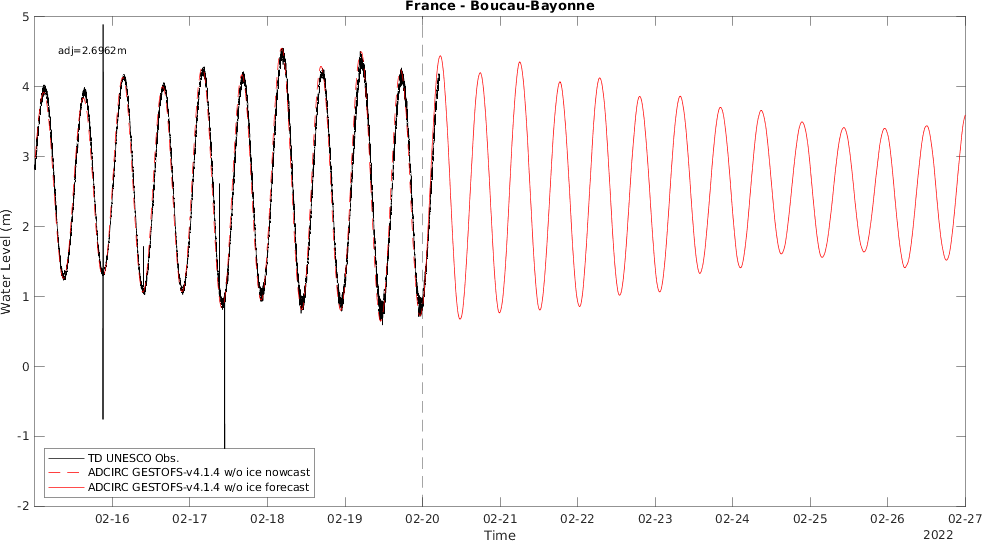 France - Boucau-Bayonne
adj=2.6962m
Water Level (m)
5
4
3
2
1
0
-1
-2
TD UNESCO Obs.
ADCIRC GESTOFS-v4.1.4 w/o ice nowcast
ADCIRC GESTOFS-v4.1.4 w/o ice forecast
02-16 02-17 02-18 02-19 02-20 02-21 02-22 02-23 02-24 02-25 02-26 02-27
Time
2022